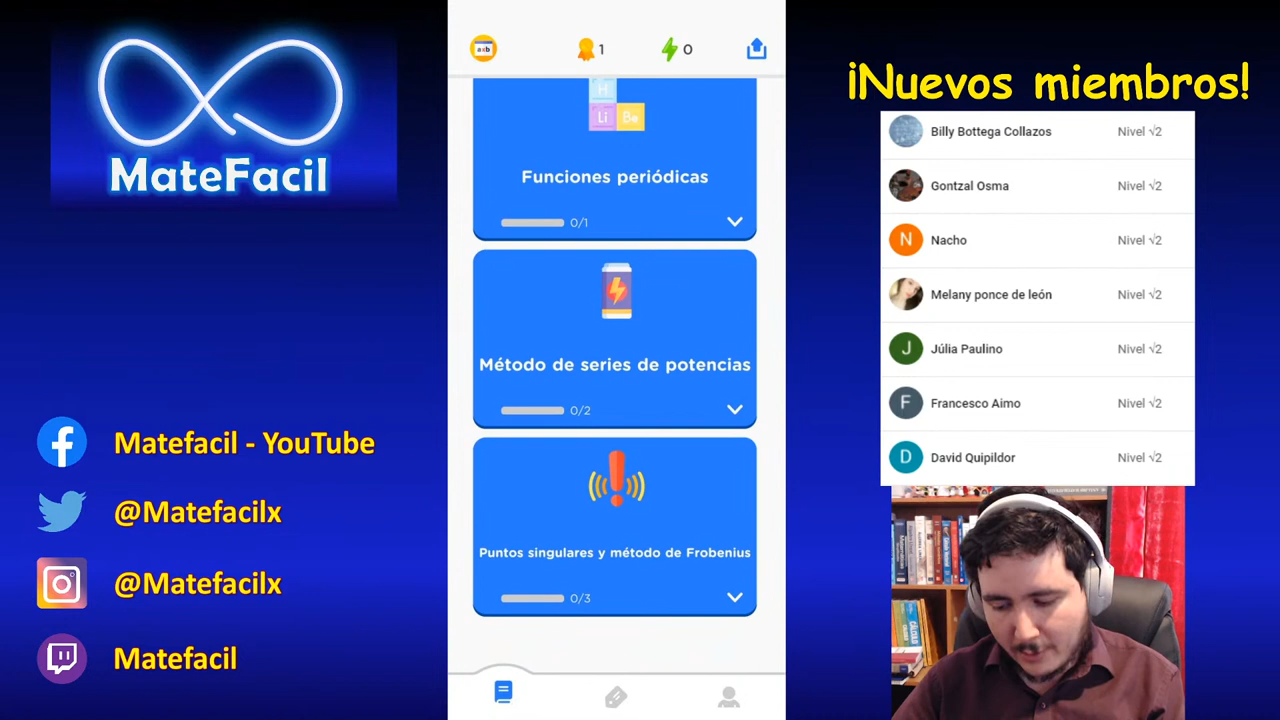 MateFacil
Matefacil - YouTube
@Matefacilx
@Matefacilx
Matefacil
axb
1
0
H
Li
Be
Funciones periódicas
0/1
Método de series de potencias
0/2
Puntos singulares y método de Frobenius
0/3
¡Nuevos miembros!
Billy Bottega Collazos Nivel √2
Gontzal Osma Nivel √2
N Nacho Nivel √2
Melany ponce de león Nivel √2
J Júlia Paulino Nivel √2
F Francesco Aimo Nivel √2
D David Quipildor Nivel √2